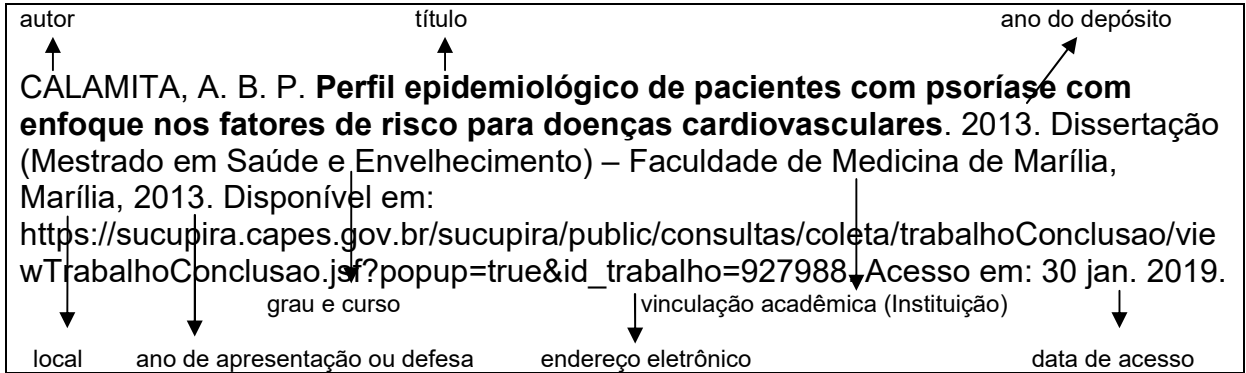 autor título ano do depósito
CALAMITA, A. B. P. Perfil epidemiológico de pacientes com psoríase com
enfoque nos fatores de risco para doenças cardiovasculares. 2013. Dissertação
(Mestrado em Saúde e Envelhecimento) – Faculdade de Medicina de Marília,
Marília, 2013. Disponível em:
https://sucupira.capes.gov.br/sucupira/public/consultas/coleta/trabalhoConclusao/vie
wTrabalhoConclusao.jsf?popup=true&id_trabalho=927988. Acesso em: 30 jan. 2019.
grau e curso vinculação acadêmica (Instituição)
local ano de apresentação ou defesa endereço eletrônico data de acesso